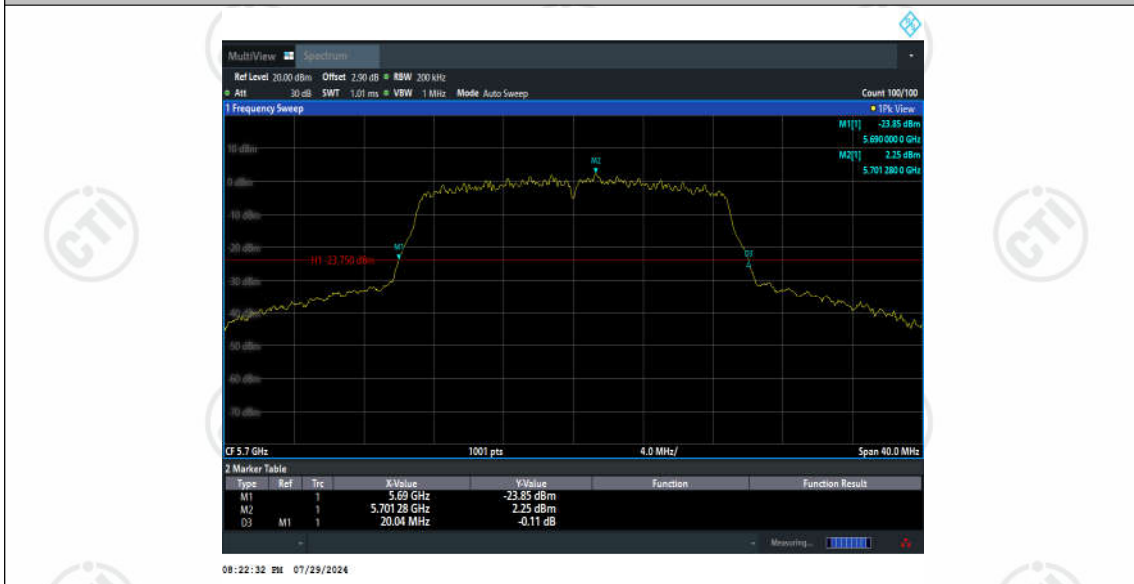 MultiView Spectrum
Ref Level 20.00 dBm Offset 2.90 dB RBW 200 kHz
Att 30 dB SWT 1.01 ms VBW 1 MHz Mode Auto Sweep Count 100/100
1 Frequency Sweep 1Pk View
M1[1] -23.85 dBm
5.690 000 0 GHz
M2[1] 2.25 dBm
5.701 280 0 GHz
10 dBm
M2
0 dBm
-10 dBm
-20 dBm
M1
D3
H1 -23.750 dBm
-30 dBm
-40 dBm
-50 dBm
-60 dBm
-70 dBm
CF 5.7 GHz 1001 pts 4.0 MHz/ Span 40.0 MHz
2 Marker Table
Type Ref Trc X-Value Y-Value Function Function Result
M1 1 5.69 GHz -23.85 dBm
M2 1 5.701 28 GHz 2.25 dBm
D3 M1 1 20.04 MHz -0.11 dB
Measuring...
08:22:32 PM 07/29/2024
CTI
CTI